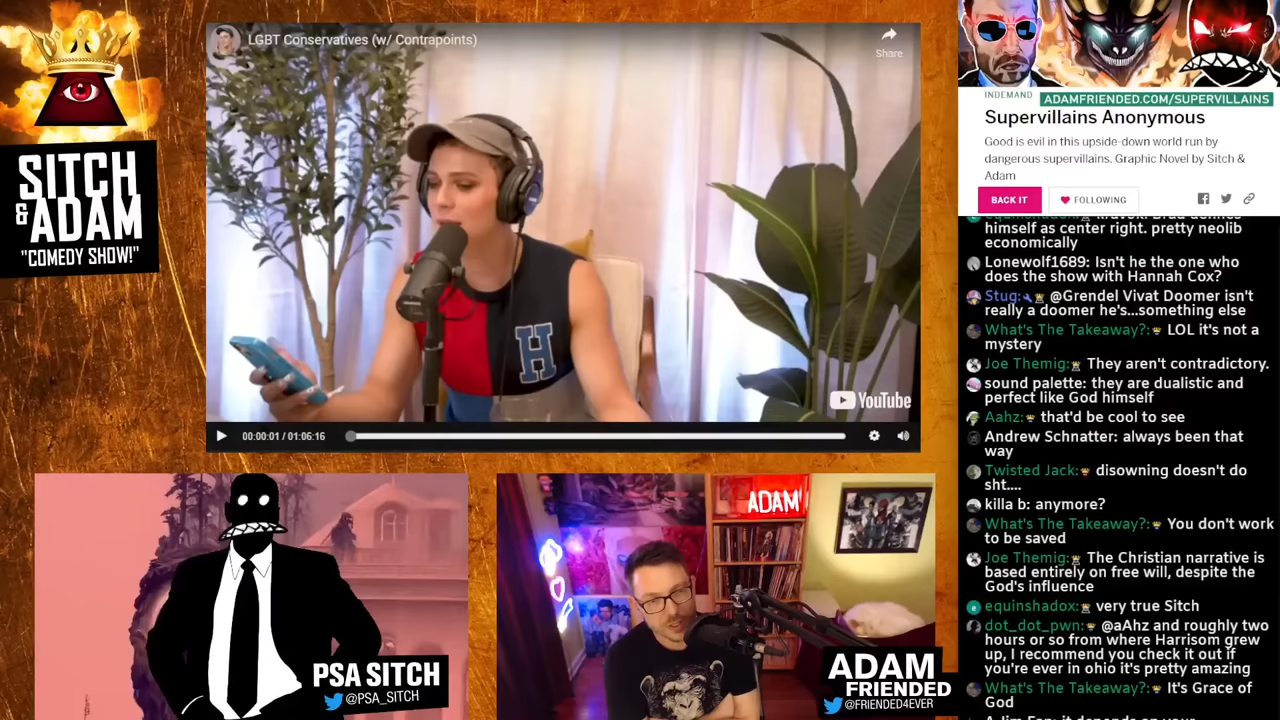 SITCH
& ADAM
"COMEDY SHOW!"
LGBT Conservatives (w/ Contrapoints)
Share
H
YouTube
00:00:01 / 01:06:16
ADAM
PSA SITCH
@PSA_SITCH
ADAM
FRIENDED
@FRIENDED4EVER
INDEMAND
ADAMFRIENDED.COM/SUPERVILLAINS
Supervillains Anonymous
Good is evil in this upside-down world run by
dangerous supervillains. Graphic Novel by Sitch &
Adam
BACK IT
FOLLOWING
himself as center right. pretty neolib
economically
Lonewolf1689: Isn't he the one who
does the show with Hannah Cox?
Stug: @Grendel Vivat Doomer isn't
really a doomer he's...something else
What's The Takeaway?: LOL it's not a
mystery
Joe Themig: They aren't contradictory.
sound palette: they are dualistic and
perfect like God himself
Aahz: that'd be cool to see
Andrew Schnatter: always been that
way
Twisted Jack: disowning doesn't do
sht....
killa b: anymore?
What's The Takeaway?: You don't work
to be saved
Joe Themig: The Christian narrative is
based entirely on free will, despite the
God's influence
equinshadox: very true Sitch
dot_dot_pwn: @aAhz and roughly two
hours or so from where Harrisom grew
up, I recommend you check it out if
you're ever in ohio it's pretty amazing
What's The Takeaway?: It's Grace of
God